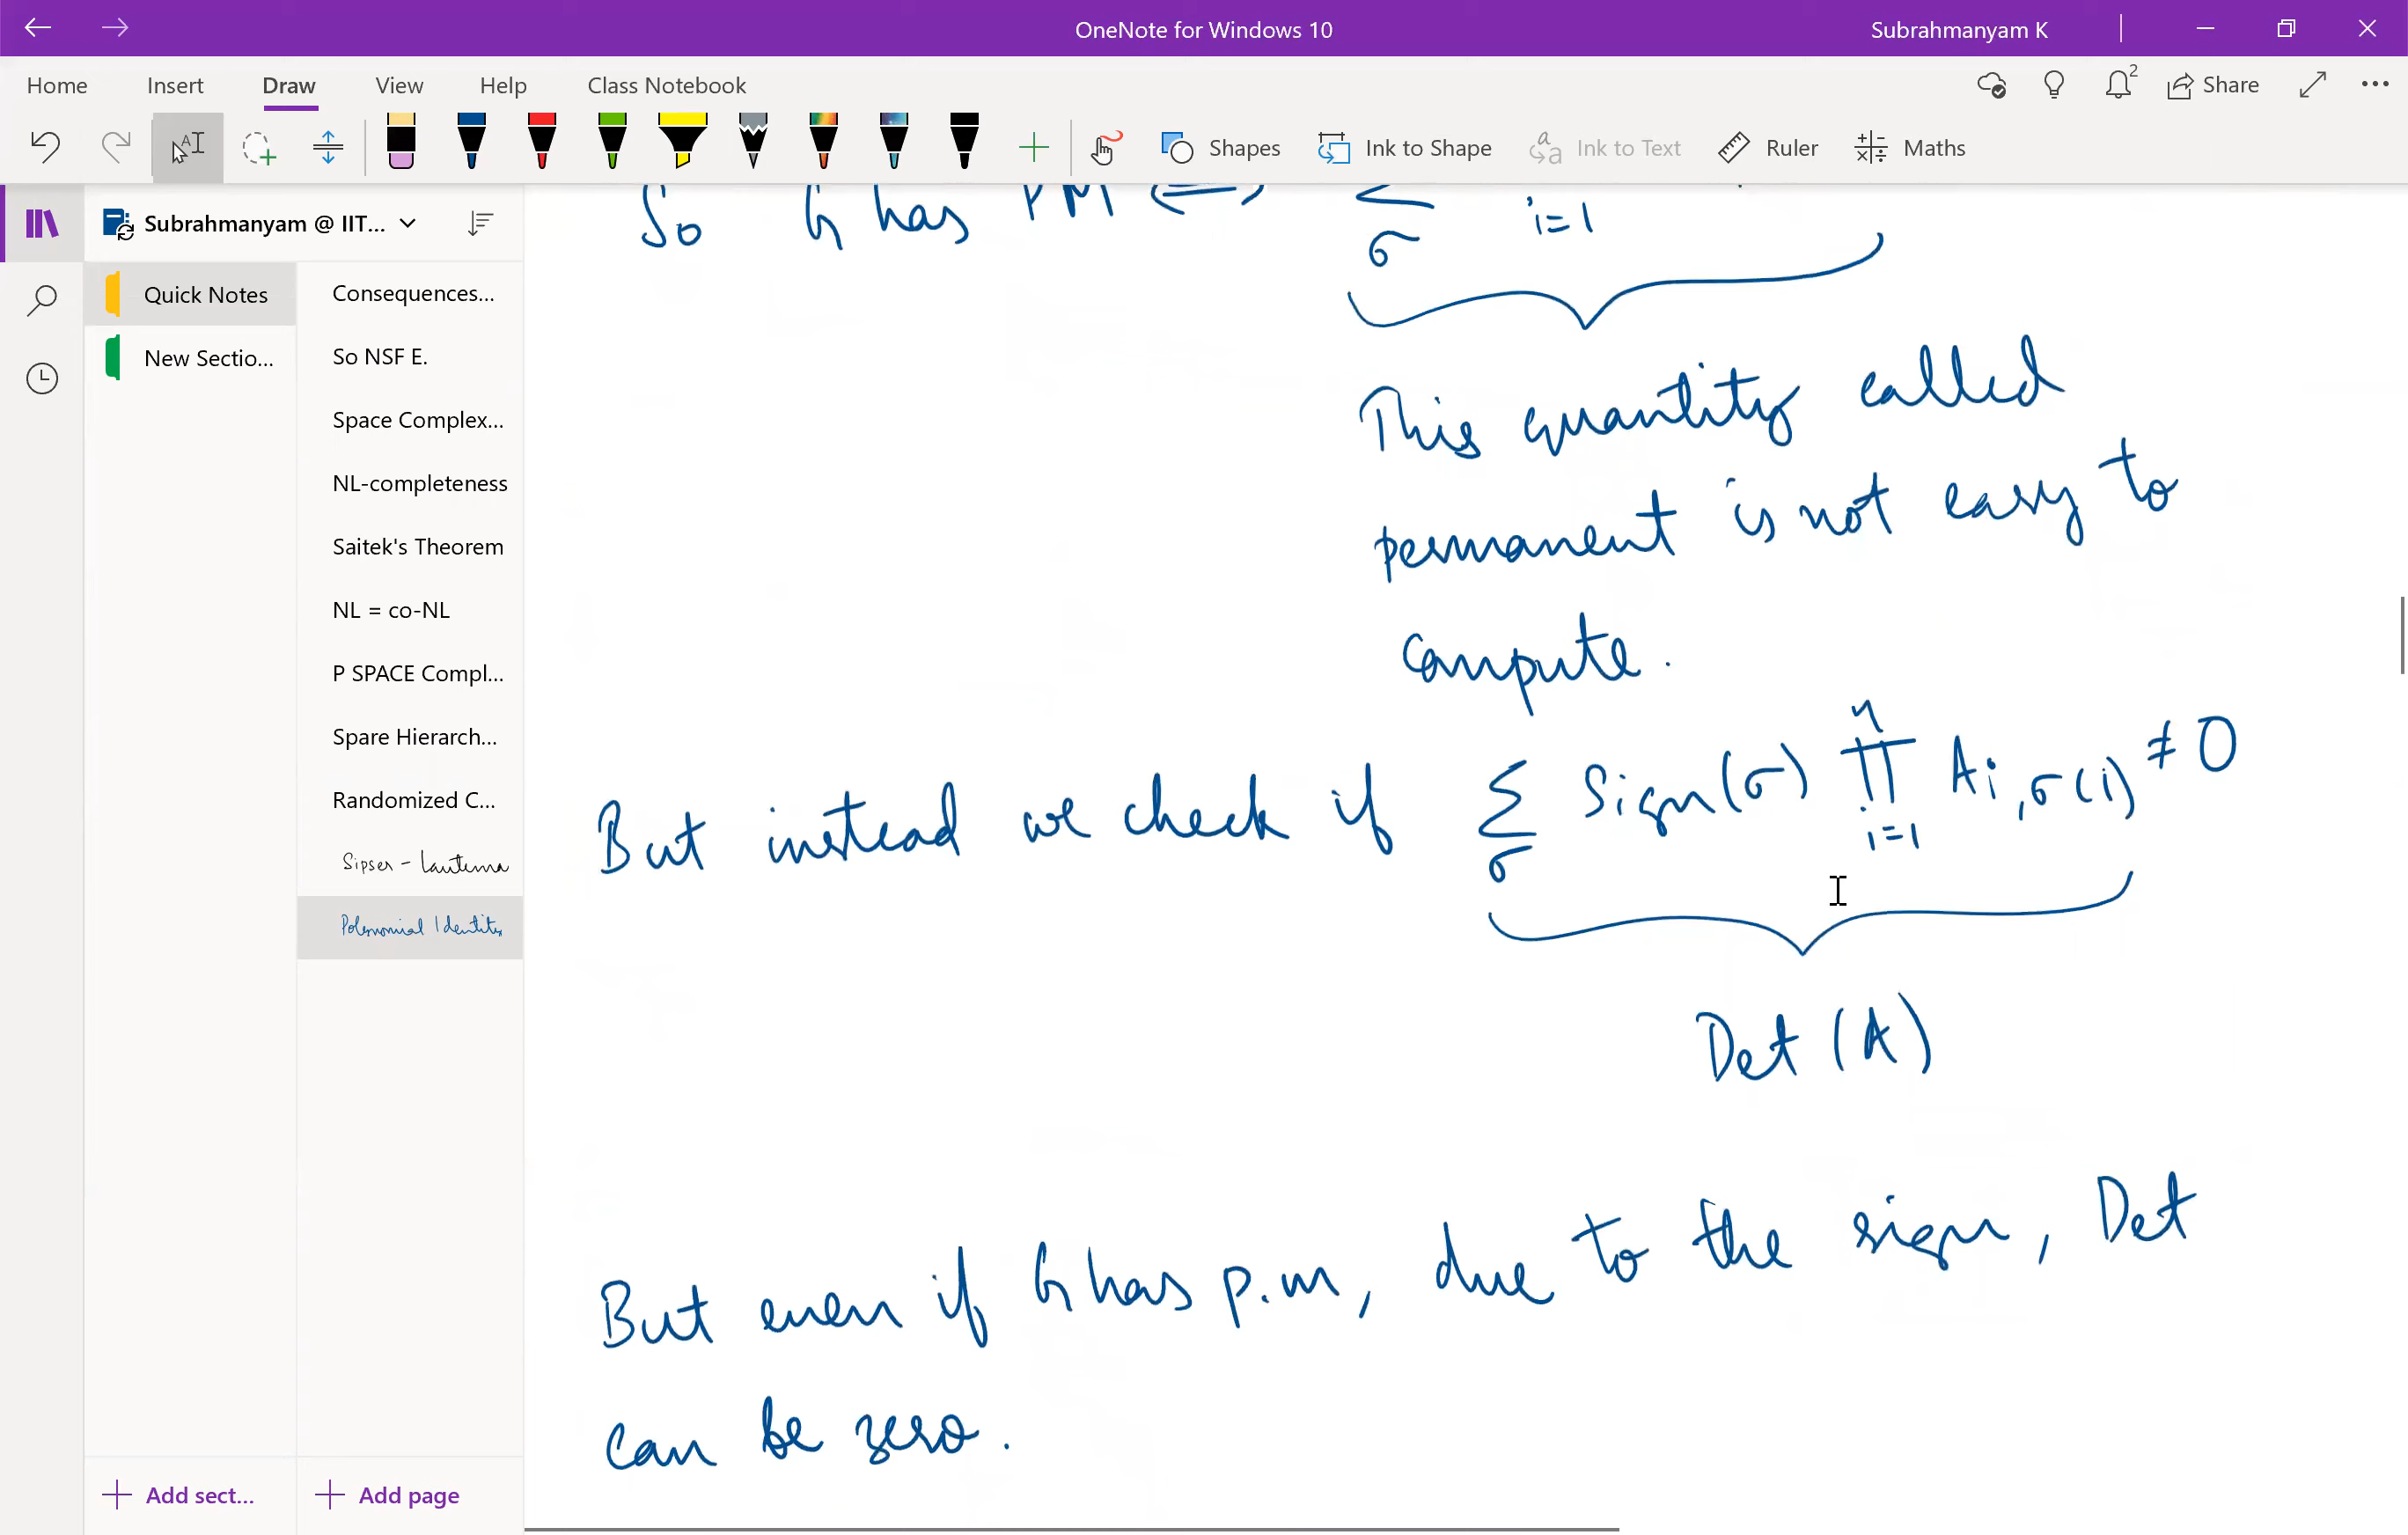 OneNote for Windows 10
Subrahmanyam K
Home Insert Draw View Help Class Notebook
2 Share
Shapes Ink to Shape Ink to Text Ruler Maths
Subrahmanyam @ IIT...
Quick Notes
New Sectio...
Consequences...
So NSF E.
Space Complex...
NL-completeness
Saitek's Theorem
NL = co-NL
P SPACE Compl...
Spare Hierarch...
Randomized C...
Sipser - Lautema
Polynomial Identity
Add sect...
Add page
So G has PM ⟺ Σ_σ i=1
This quantity called
permanent is not easy to
compute.
But instead we check if Σ_σ Sign(σ) ∏_{i=1}^n A_{i,σ(i)} ≠ 0
Det (A)
But even if G has p.m, due to the sign, Det
can be zero.